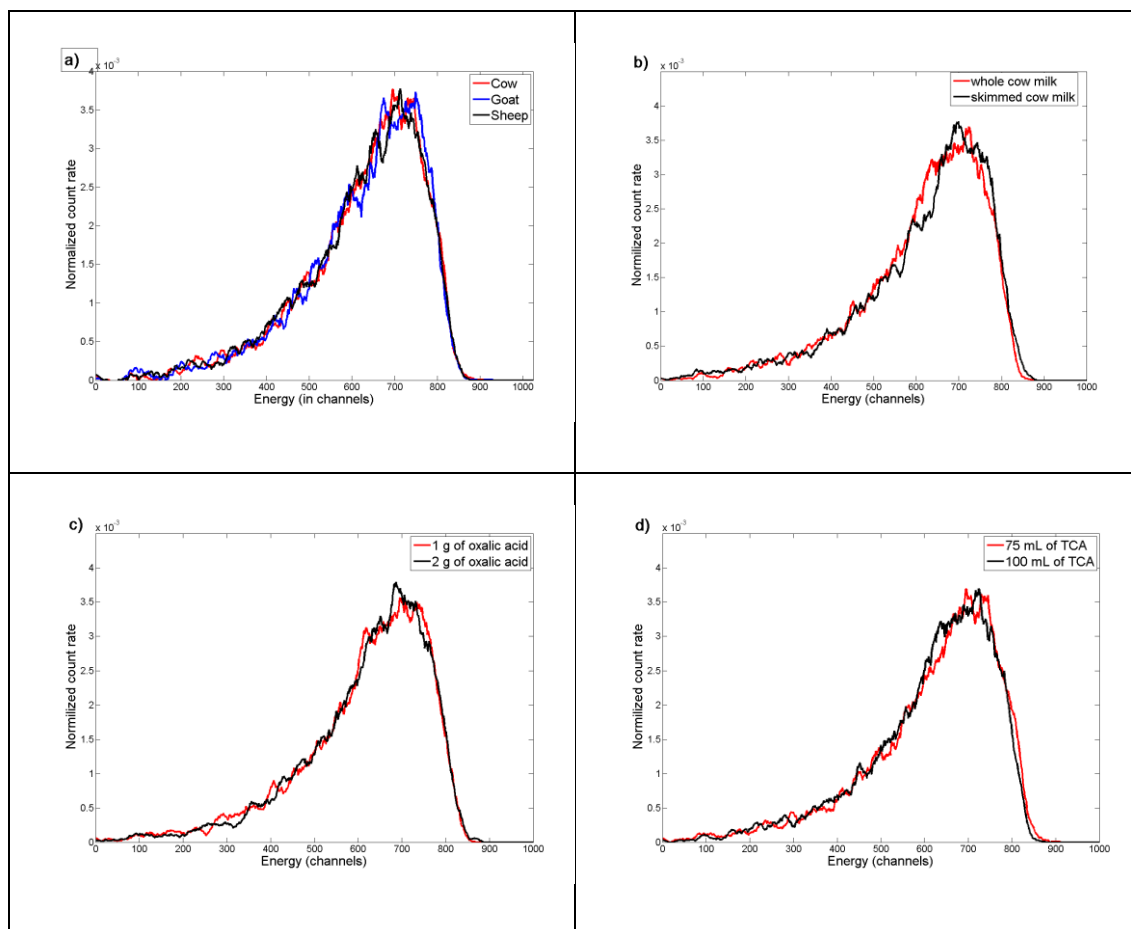 a)
x 10-3
Cow
Goat
Sheep
4
3.5
3
2.5
2
1.5
1
0.5
0
0 100 200 300 400 500 600 700 800 900 1000
Normalized count rate
Energy (in channels)
b)
x 10-3
whole cow milk
skimmed cow milk
4
3.5
3
2.5
2
1.5
1
0.5
0
0 100 200 300 400 500 600 700 800 900 1000
Normilized count rate
Energy (channels)
c)
x 10-3
1 g of oxalic acid
2 g of oxalic acid
4
3.5
3
2.5
2
1.5
1
0.5
0
0 100 200 300 400 500 600 700 800 900 1000
Normilized count rate
Energy (channels)
d)
x 10-3
75 mL of TCA
100 mL of TCA
4
3.5
3
2.5
2
1.5
1
0.5
0
0 100 200 300 400 500 600 700 800 900 1000
Normilized count rate
Energy (channels)